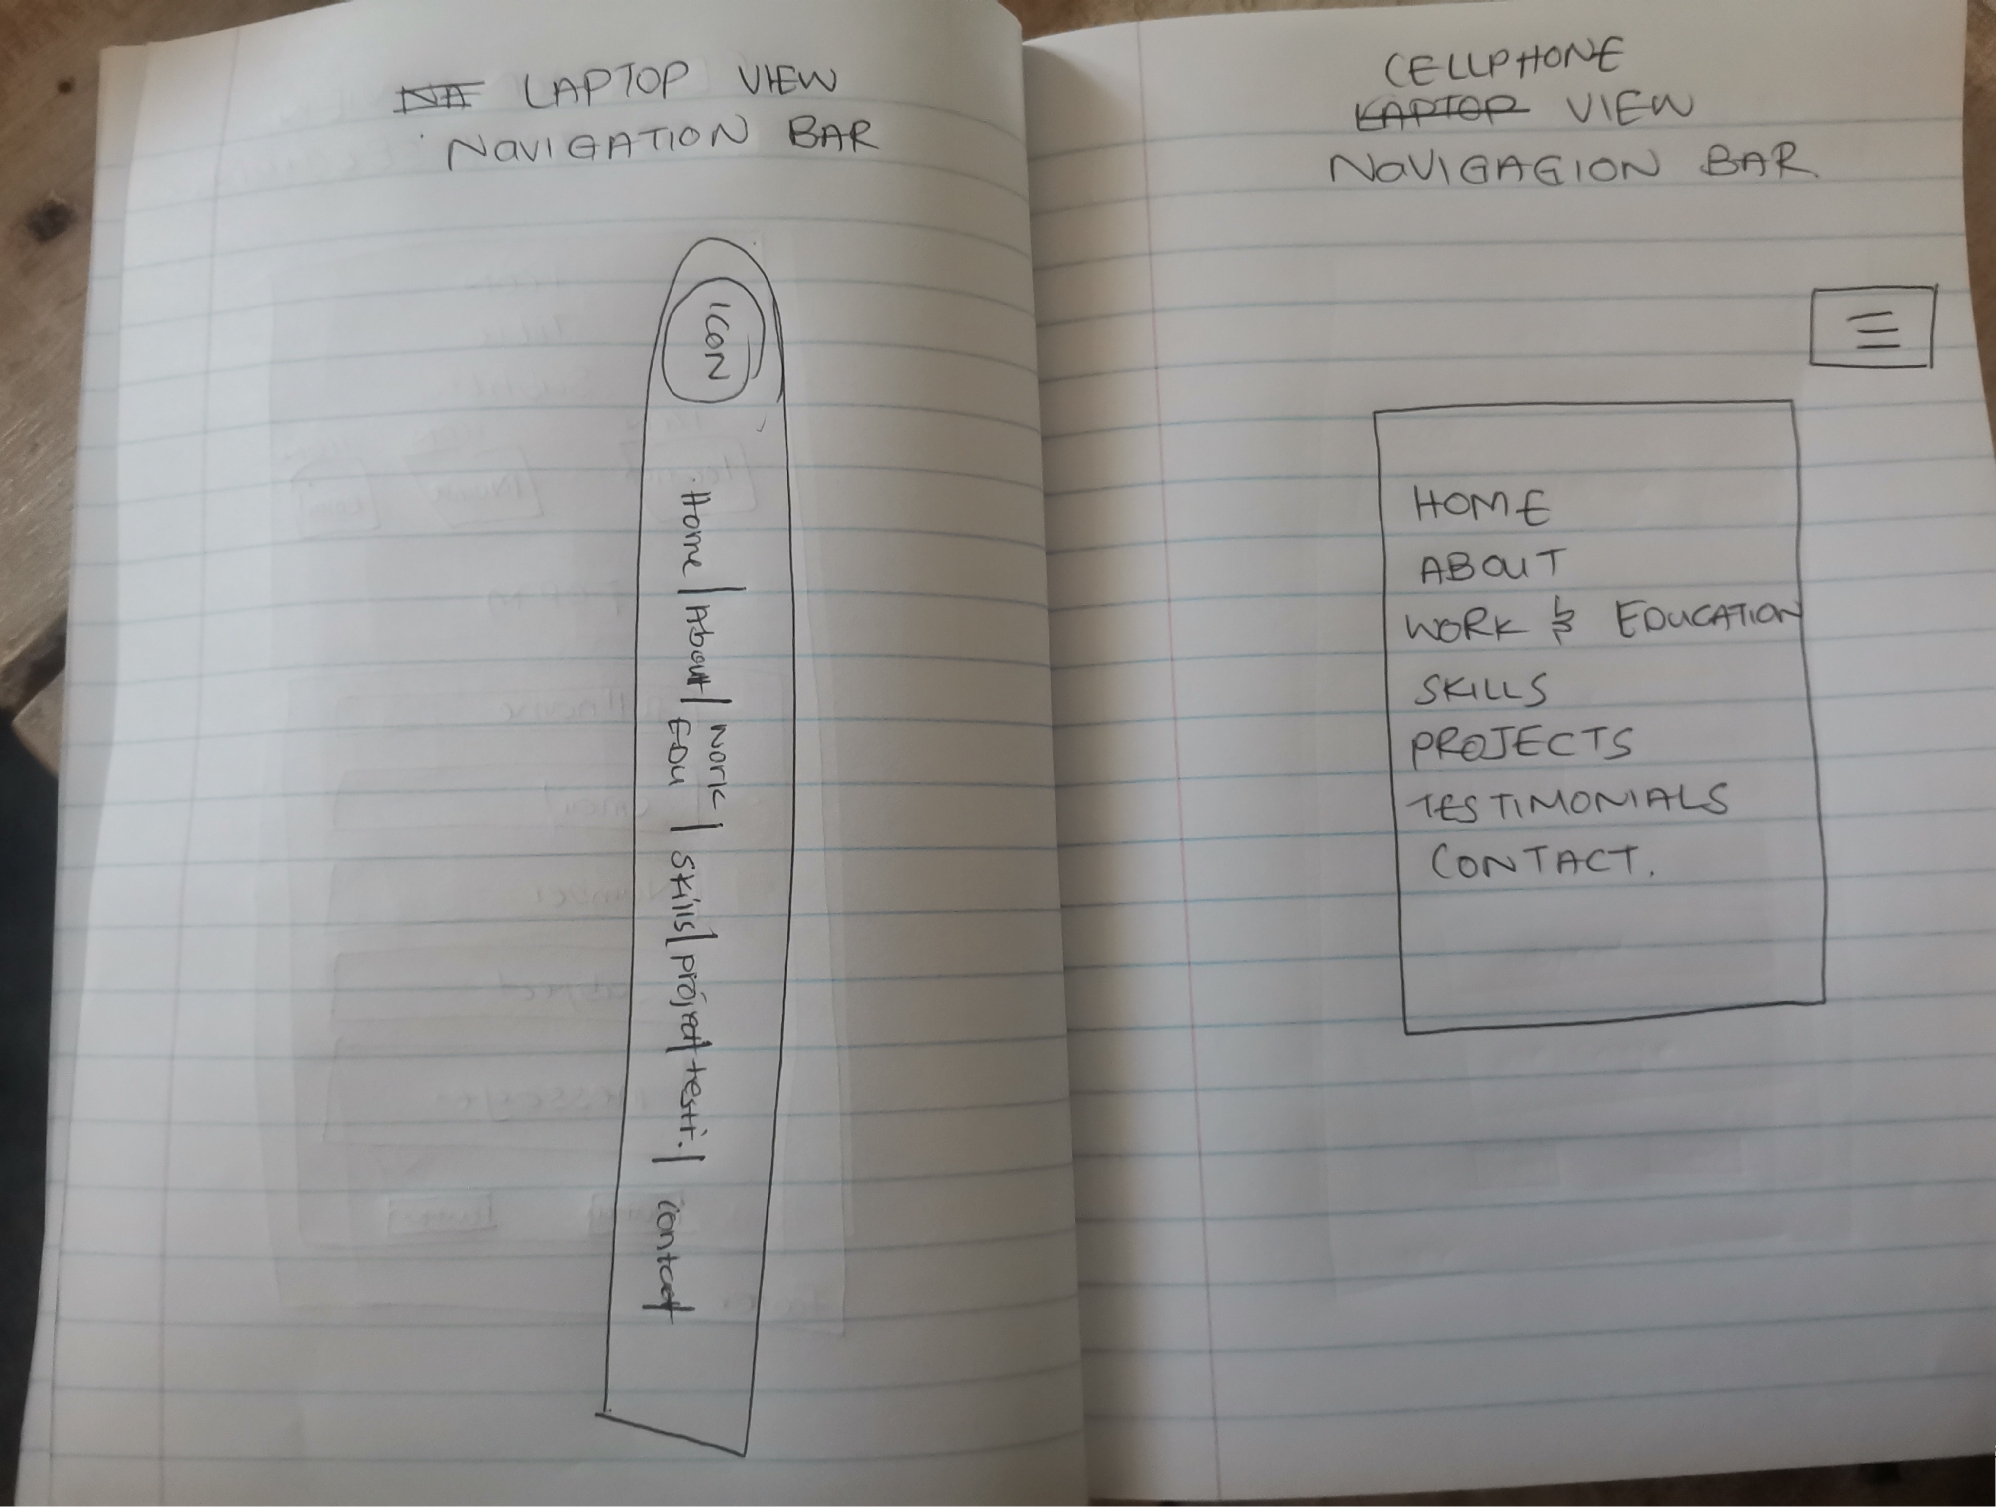 LAPTOP VIEW
NAVIGATION BAR
ICON
Home | About | Work Edu | Skills | project | testi. | contact
CELLPHONE
LAPTOP VIEW
NAVIGAGION BAR
HOME
ABOUT
WORK & EDUCATION
SKILLS
PROJECTS
TESTIMONIALS
CONTACT.